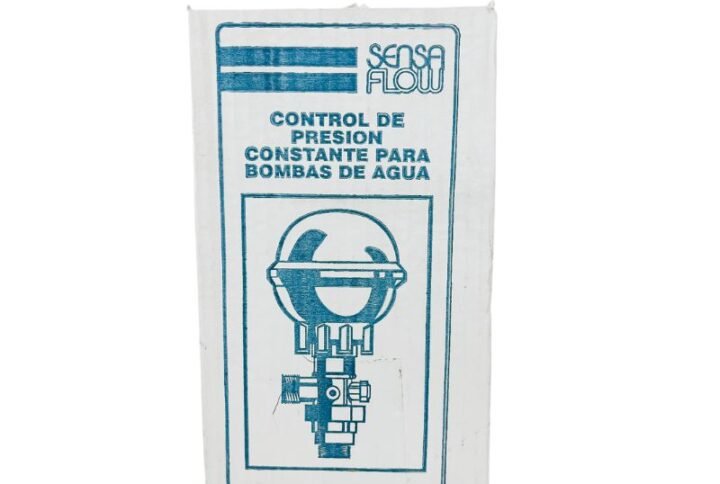 SENSA
FLOW
CONTROL DE
PRESION
CONSTANTE PARA
BOMBAS DE AGUA